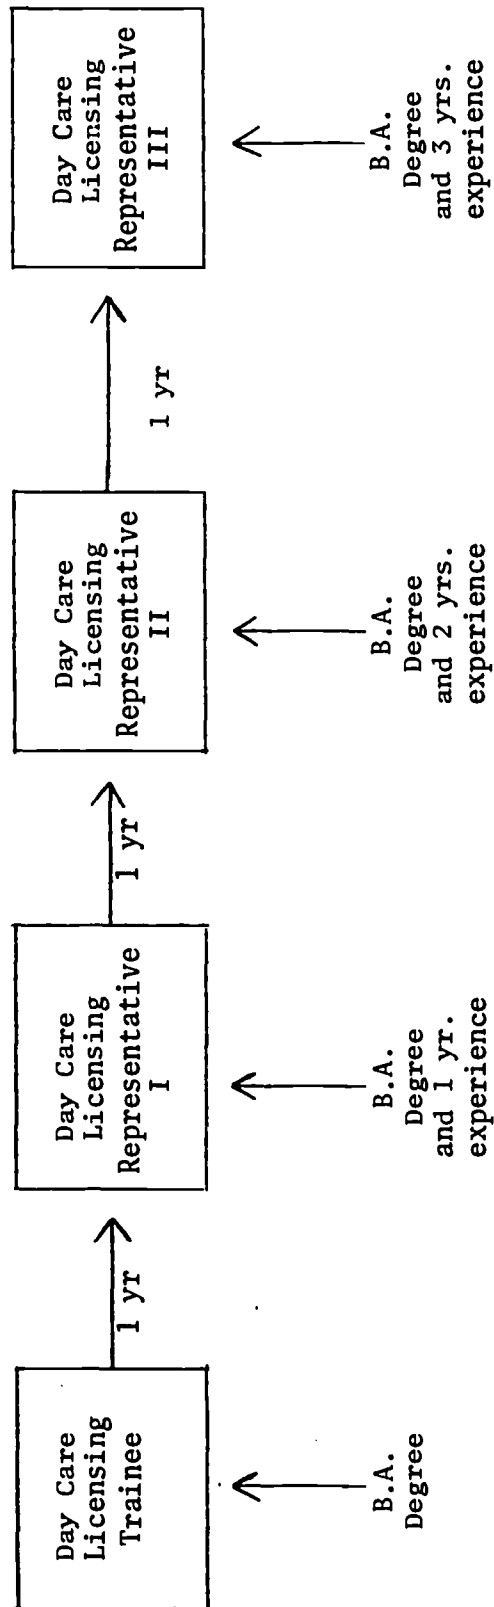 Day Care
Licensing
Trainee
1 yr
Day Care
Licensing
Representative
I
1 yr
Day Care
Licensing
Representative
II
1 yr
Day Care
Licensing
Representative
III
B.A.
Degree
B.A.
Degree
and 1 yr.
experience
B.A.
Degree
and 2 yrs.
experience
B.A.
Degree
and 3 yrs.
experience